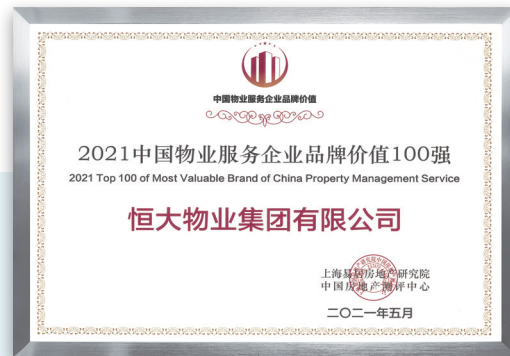 中国物业服务企业品牌价值
2021中国物业服务企业品牌价值100强
2021 Top 100 of Most Valuable Brand of China Property Management Service
恒大物业集团有限公司
上海易居房地产研究院
中国房地产测评中心
二〇二一年五月